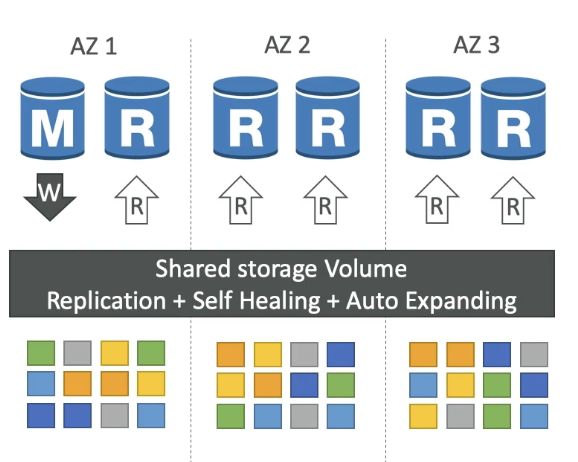 AZ 1
AZ 2
AZ 3
M
R
R
R
R
R
W
R
R
R
R
R
Shared storage Volume
Replication + Self Healing + Auto Expanding